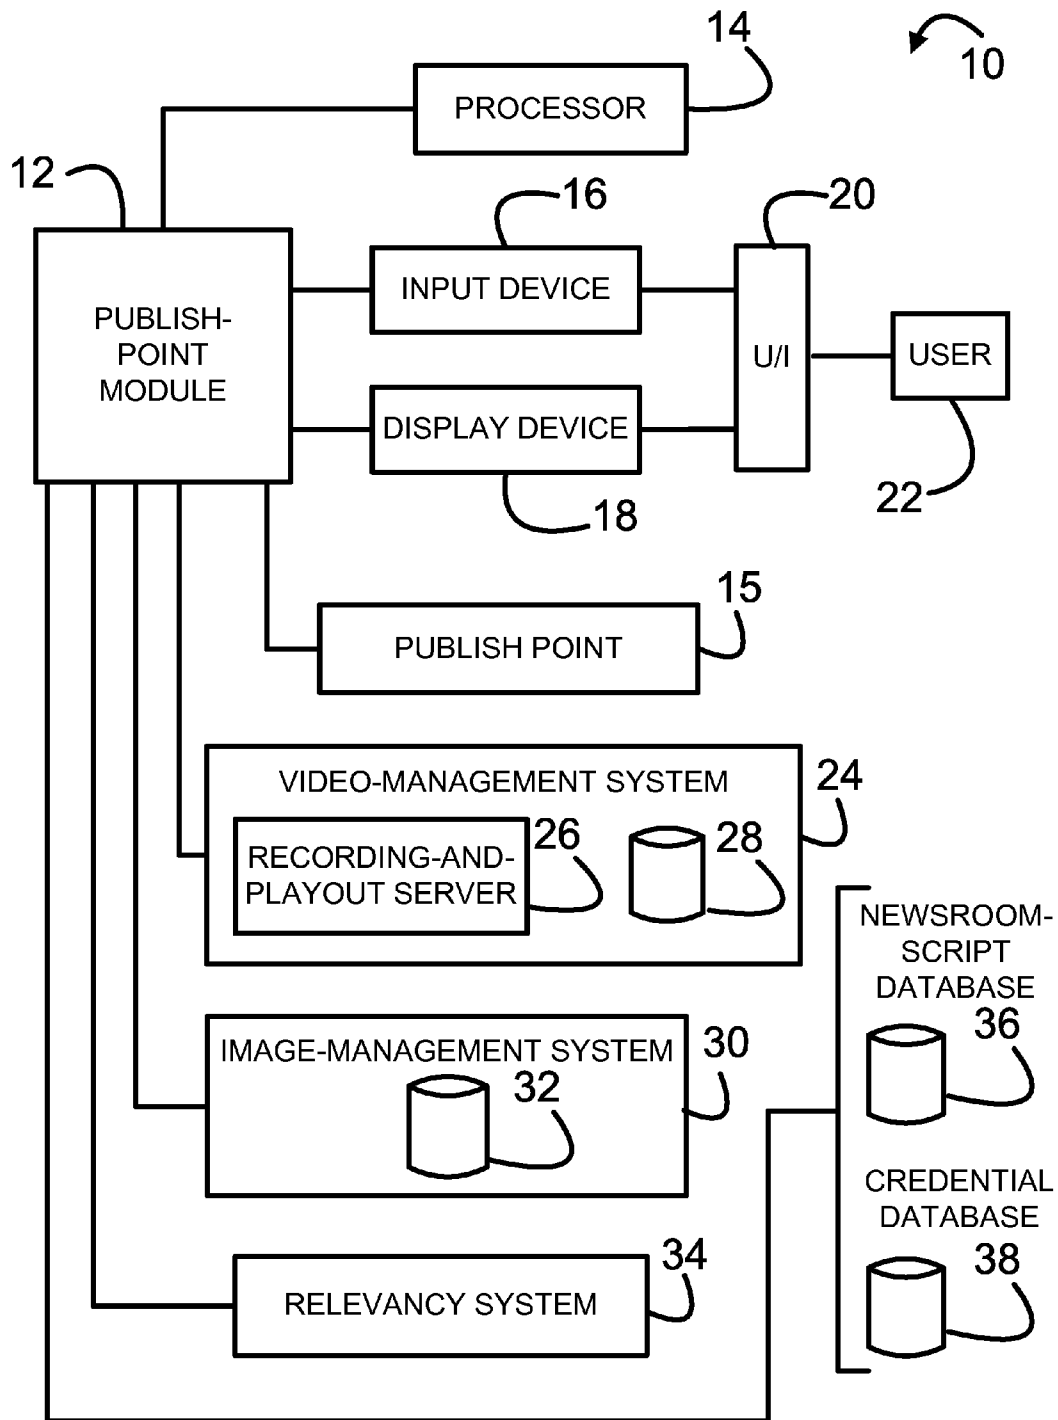 14
10
PROCESSOR
12
16
20
PUBLISH-
POINT
MODULE
INPUT DEVICE
U/I
USER
DISPLAY DEVICE
18
22
15
PUBLISH POINT
VIDEO-MANAGEMENT SYSTEM
24
RECORDING-AND-
PLAYOUT SERVER
26
28
NEWSROOM-
SCRIPT
DATABASE
36
IMAGE-MANAGEMENT SYSTEM
30
32
CREDENTIAL
DATABASE
38
RELEVANCY SYSTEM
34